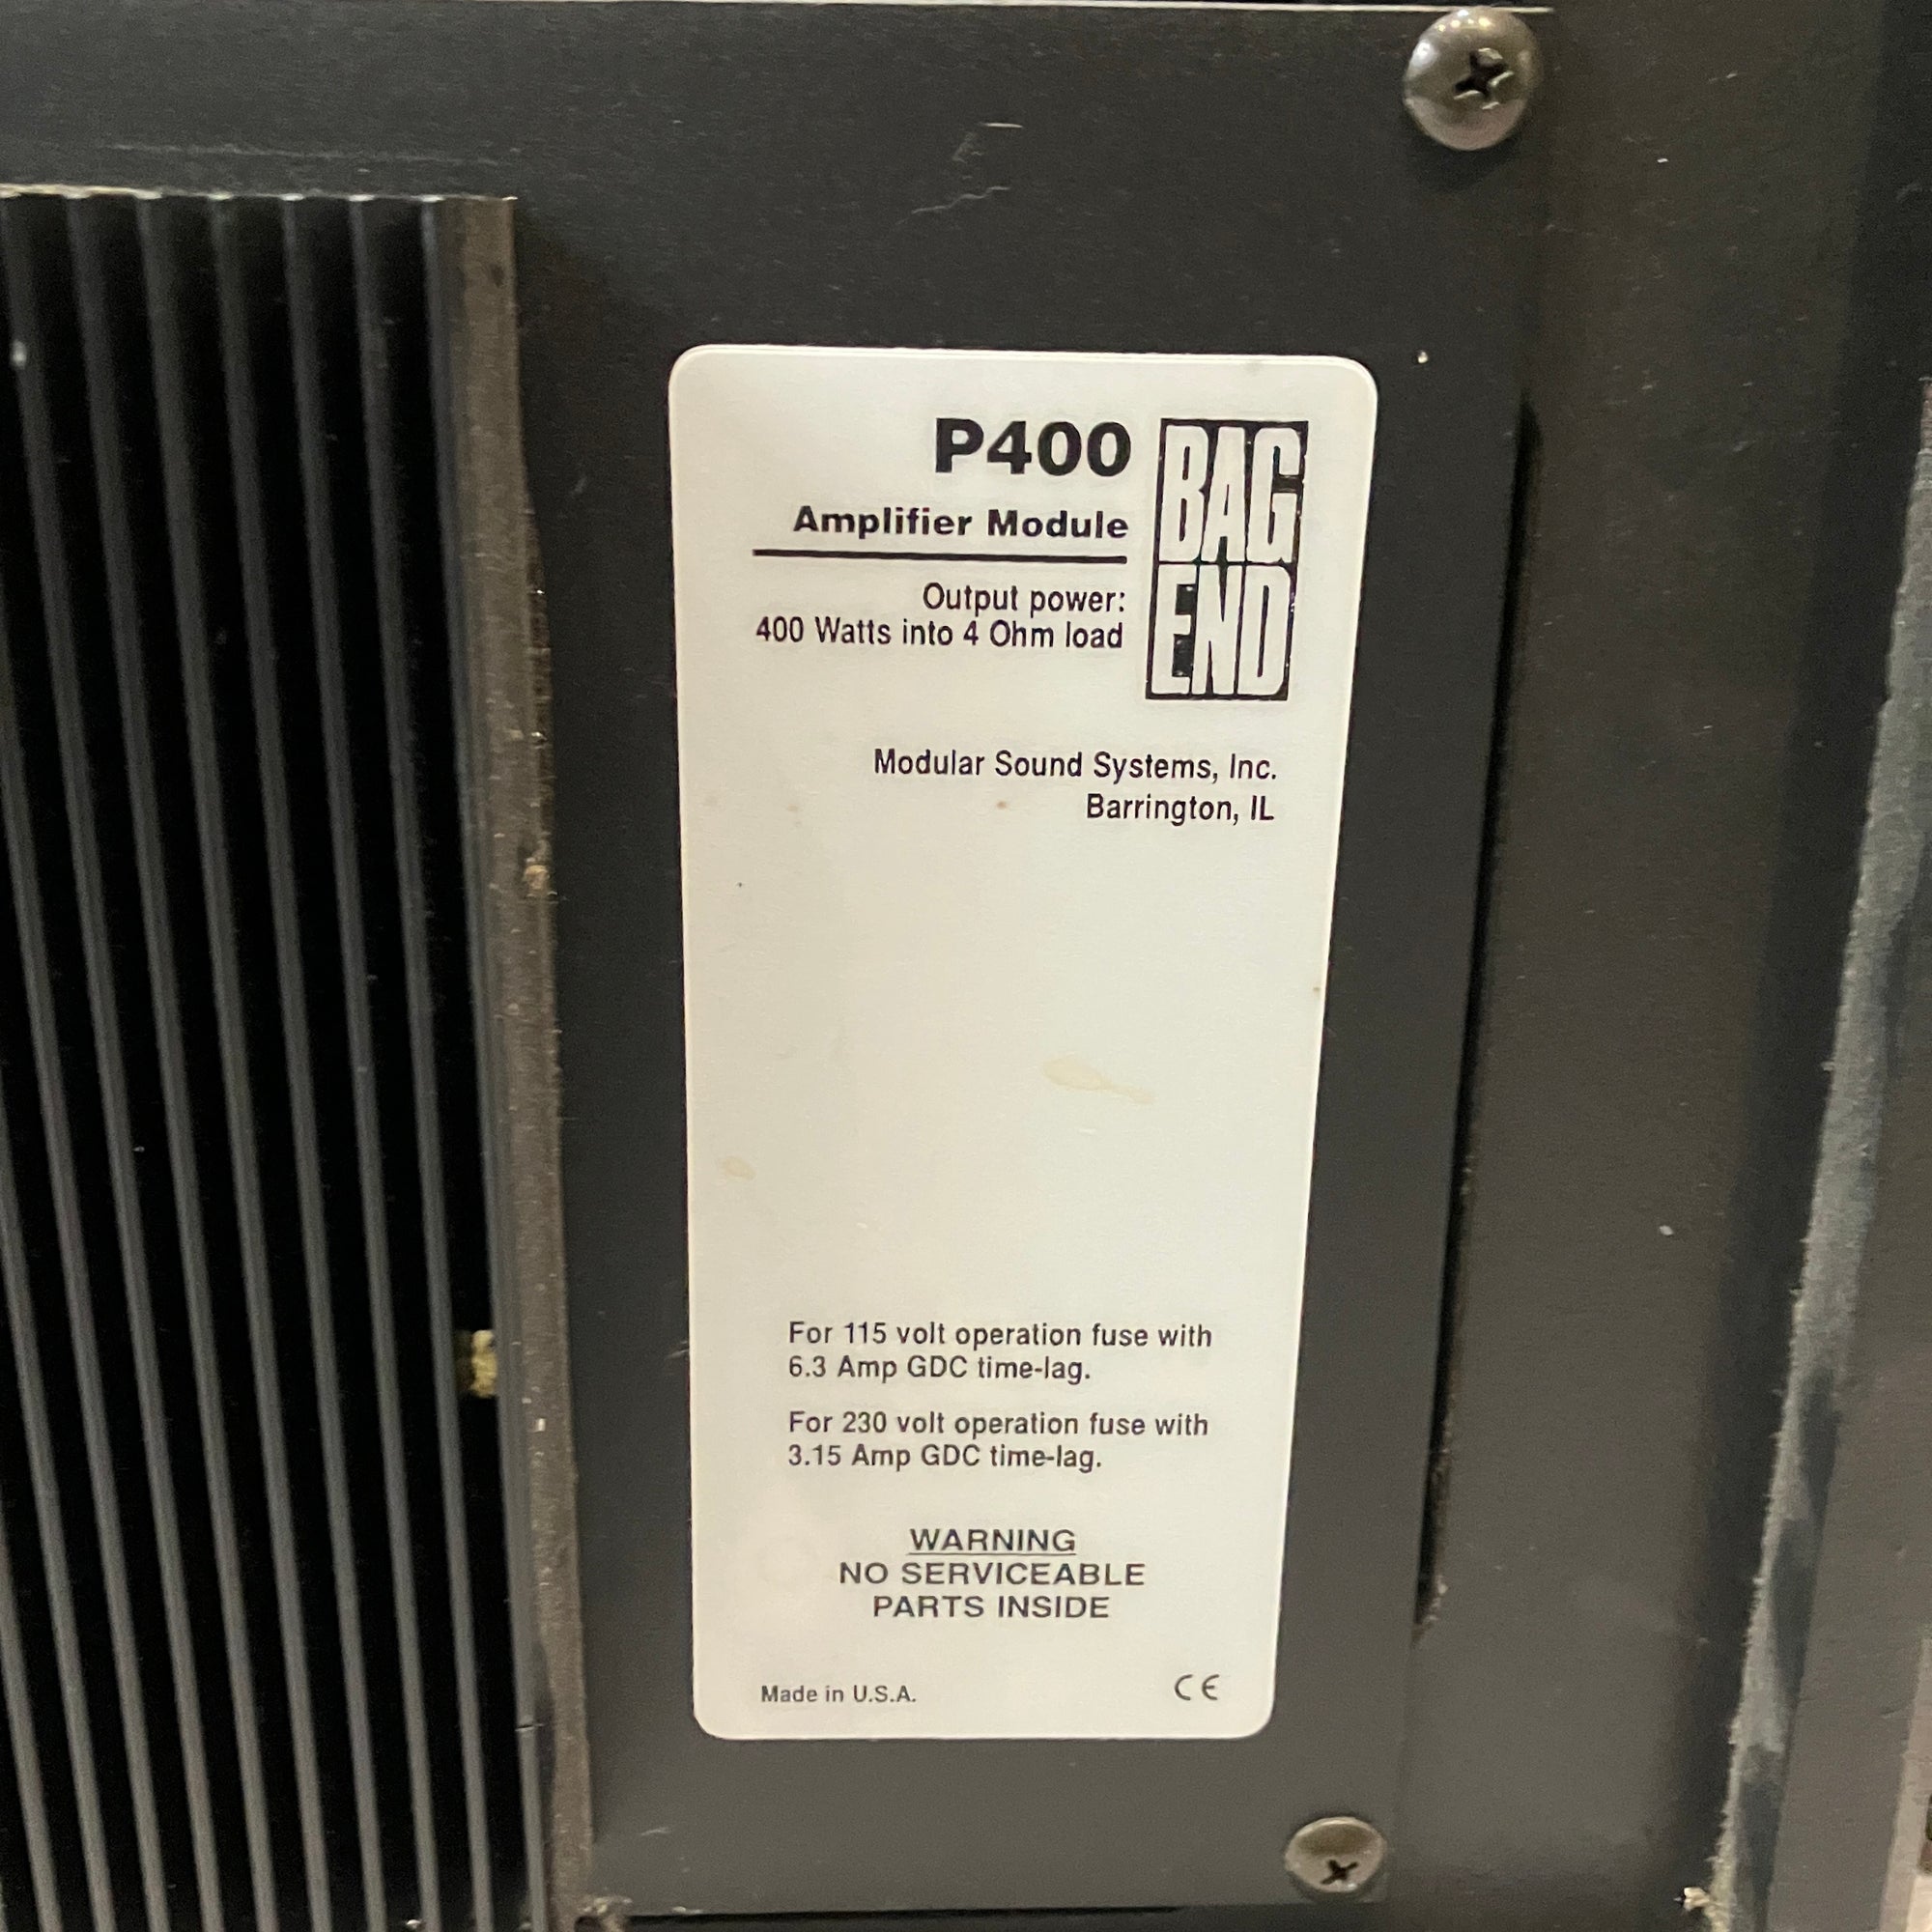 P400
Amplifier Module
BAG
END
Output power:
400 Watts into 4 Ohm load
Modular Sound Systems, Inc.
Barrington, IL
For 115 volt operation fuse with
6.3 Amp GDC time-lag.
For 230 volt operation fuse with
3.15 Amp GDC time-lag.
WARNING
NO SERVICEABLE
PARTS INSIDE
Made in U.S.A.
CE